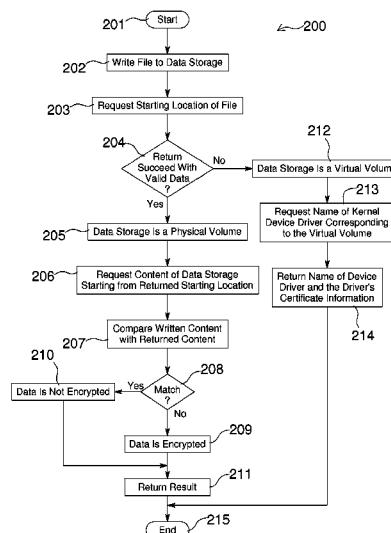 201
Start
200
202
Write File to Data Storage
203
Request Starting Location of File
204
Return
Succeed With
Valid Data
?
No
Yes
212
Data Storage Is a Virtual Volum
213
Request Name of Kernel
Device Driver Corresponding
to the Virtual Volume
205
Data Storage Is a Physical Volume
206
Request Content of Data Storage
Starting from Returned Starting Location
Return Name of Device
Driver and the Driver's
Certificate Information
214
207
Compare Written Content
with Returned Content
210
208
Match
?
Yes
No
Data Is Not Encrypted
Data Is Encrypted
209
Return Result
211
End
215